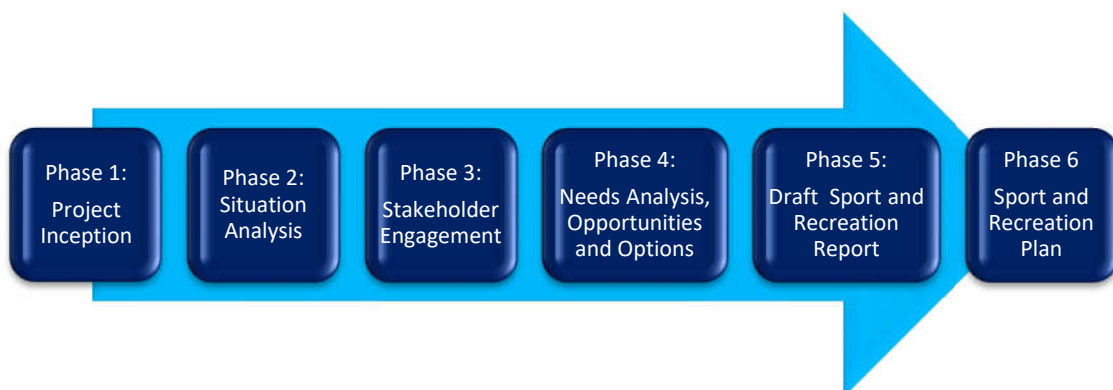 Phase 1:
Project
Inception
Phase 2:
Situation
Analysis
Phase 3:
Stakeholder
Engagement
Phase 4:
Needs Analysis,
Opportunities
and Options
Phase 5:
Draft Sport and
Recreation
Report
Phase 6
Sport and
Recreation
Plan